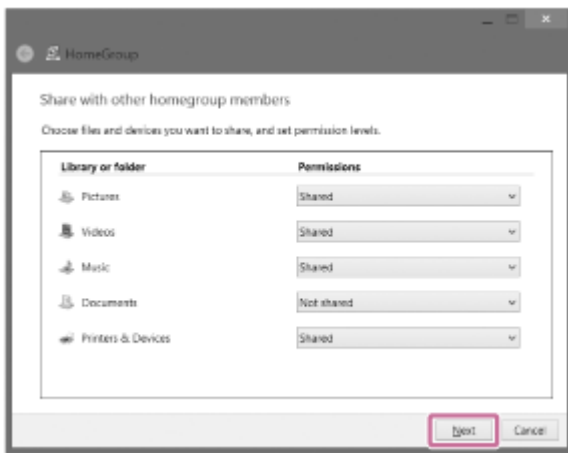 HomeGroup
Share with other homegroup members
Choose files and devices you want to share, and set permission levels.
Library or folder Permissions
Pictures Shared
Videos Shared
Music Shared
Documents Not shared
Printers & Devices Shared
Next Cancel